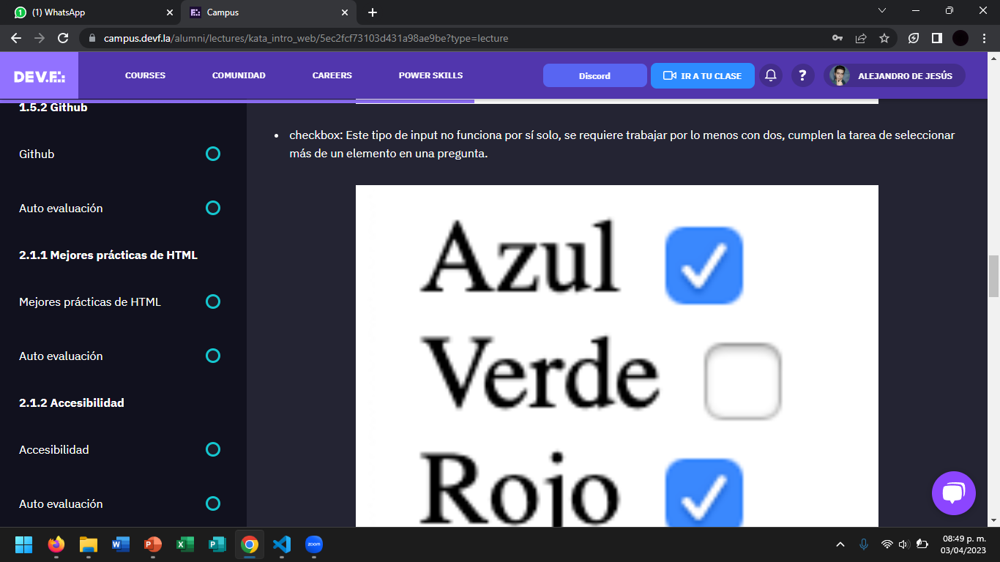 (1) WhatsApp
Campus
campus.devf.la/alumni/lectures/kata_intro_web/5ec2fcf73103d431a98ae9be?type=lecture
DEV.F.:
COURSES
COMUNIDAD
CAREERS
POWER SKILLS
Discord
IR A TU CLASE
?
ALEJANDRO DE JESÚS
1.5.2 Github
Github
Auto evaluación
2.1.1 Mejores prácticas de HTML
Mejores prácticas de HTML
Auto evaluación
2.1.2 Accesibilidad
Accesibilidad
Auto evaluación
• checkbox: Este tipo de input no funciona por sí solo, se requiere trabajar por lo menos con dos, cumplen la tarea de seleccionar
más de un elemento en una pregunta.
Azul
Verde
Rojo
zoom
08:49 p. m.
03/04/2023